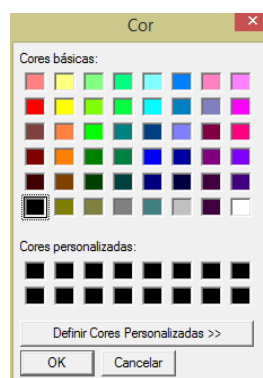 Cor
Cores básicas:
Cores personalizadas:
Definir Cores Personalizadas >>
OK
Cancelar